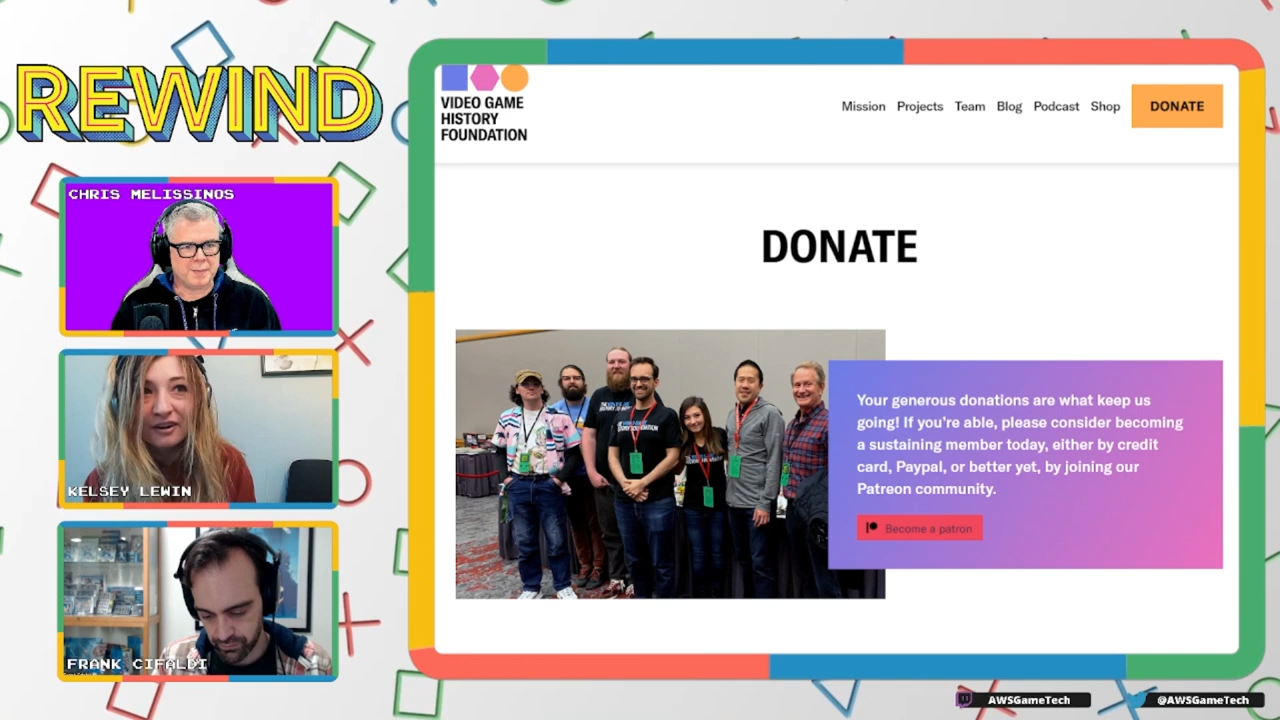 REWIND
CHRIS MELISSINOS
KELSEY LEWIN
FRANK CIFALDI
VIDEO GAME
HISTORY
FOUNDATION
Mission Projects Team Blog Podcast Shop DONATE
DONATE
Your generous donations are what keep us
going! If you're able, please consider becoming
a sustaining member today, either by credit
card, Paypal, or better yet, by joining our
Patreon community.
Become a patron
AWSGameTech @AWSGameTech